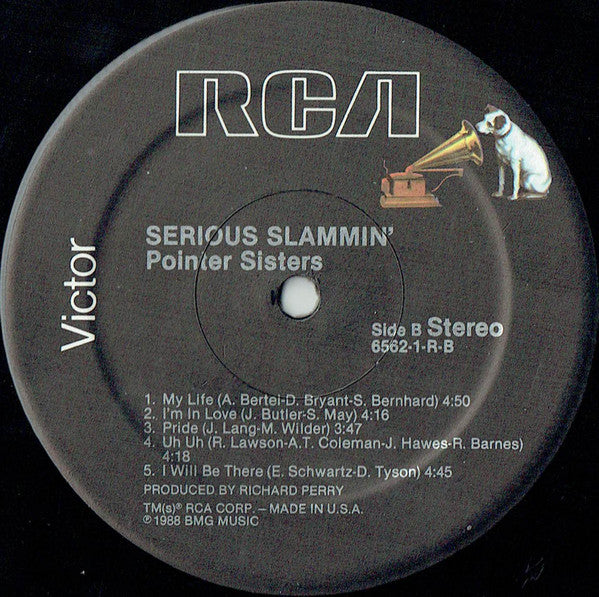 RCA
Victor
SERIOUS SLAMMIN'
Pointer Sisters
Side B Stereo
6562-1-R-B
1. My Life (A. Bertei-D. Bryant-S. Bernhard) 4:50
2. I'm in Love (J. Butler-S. May) 4:16
3. Pride (J. Lang-M. Wilder) 3:47
4. Uh Uh (R. Lawson-A.T. Coleman-J. Hawes-R. Barnes)
4:18
5. I Will Be There (E. Schwartz-D. Tyson) 4:45
PRODUCED BY RICHARD PERRY
TM(s)® RCA CORP. – MADE IN U.S.A.
℗1988 BMG MUSIC